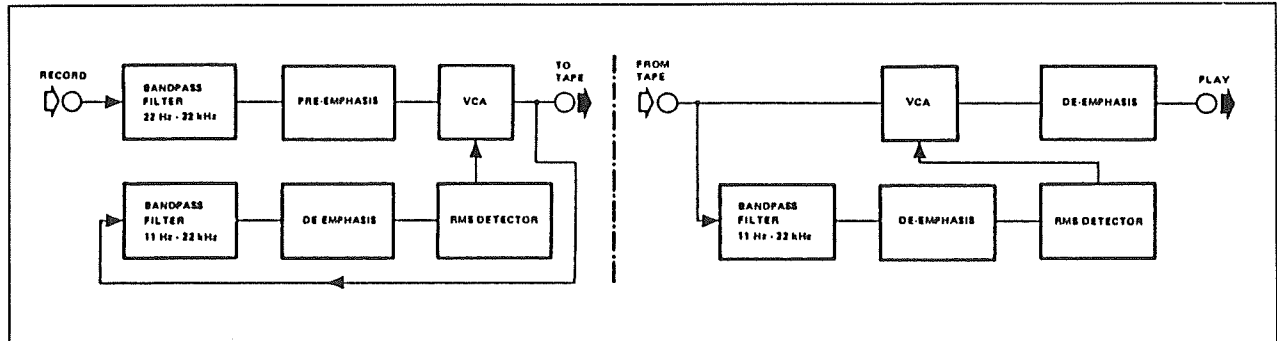 RECORD
BANDPASS
FILTER
22 Hz - 32 kHz
PRE-EMPHASIS
VCA
TO
TAPE
BANDPASS
FILTER
11 Hz - 22 kHz
DE EMPHASIS
RMS DETECTOR
FROM
TAPE
VCA
DE-EMPHASIS
PLAY
BANDPASS
FILTER
11 Hz - 32 kHz
DE-EMPHASIS
RMS DETECTOR